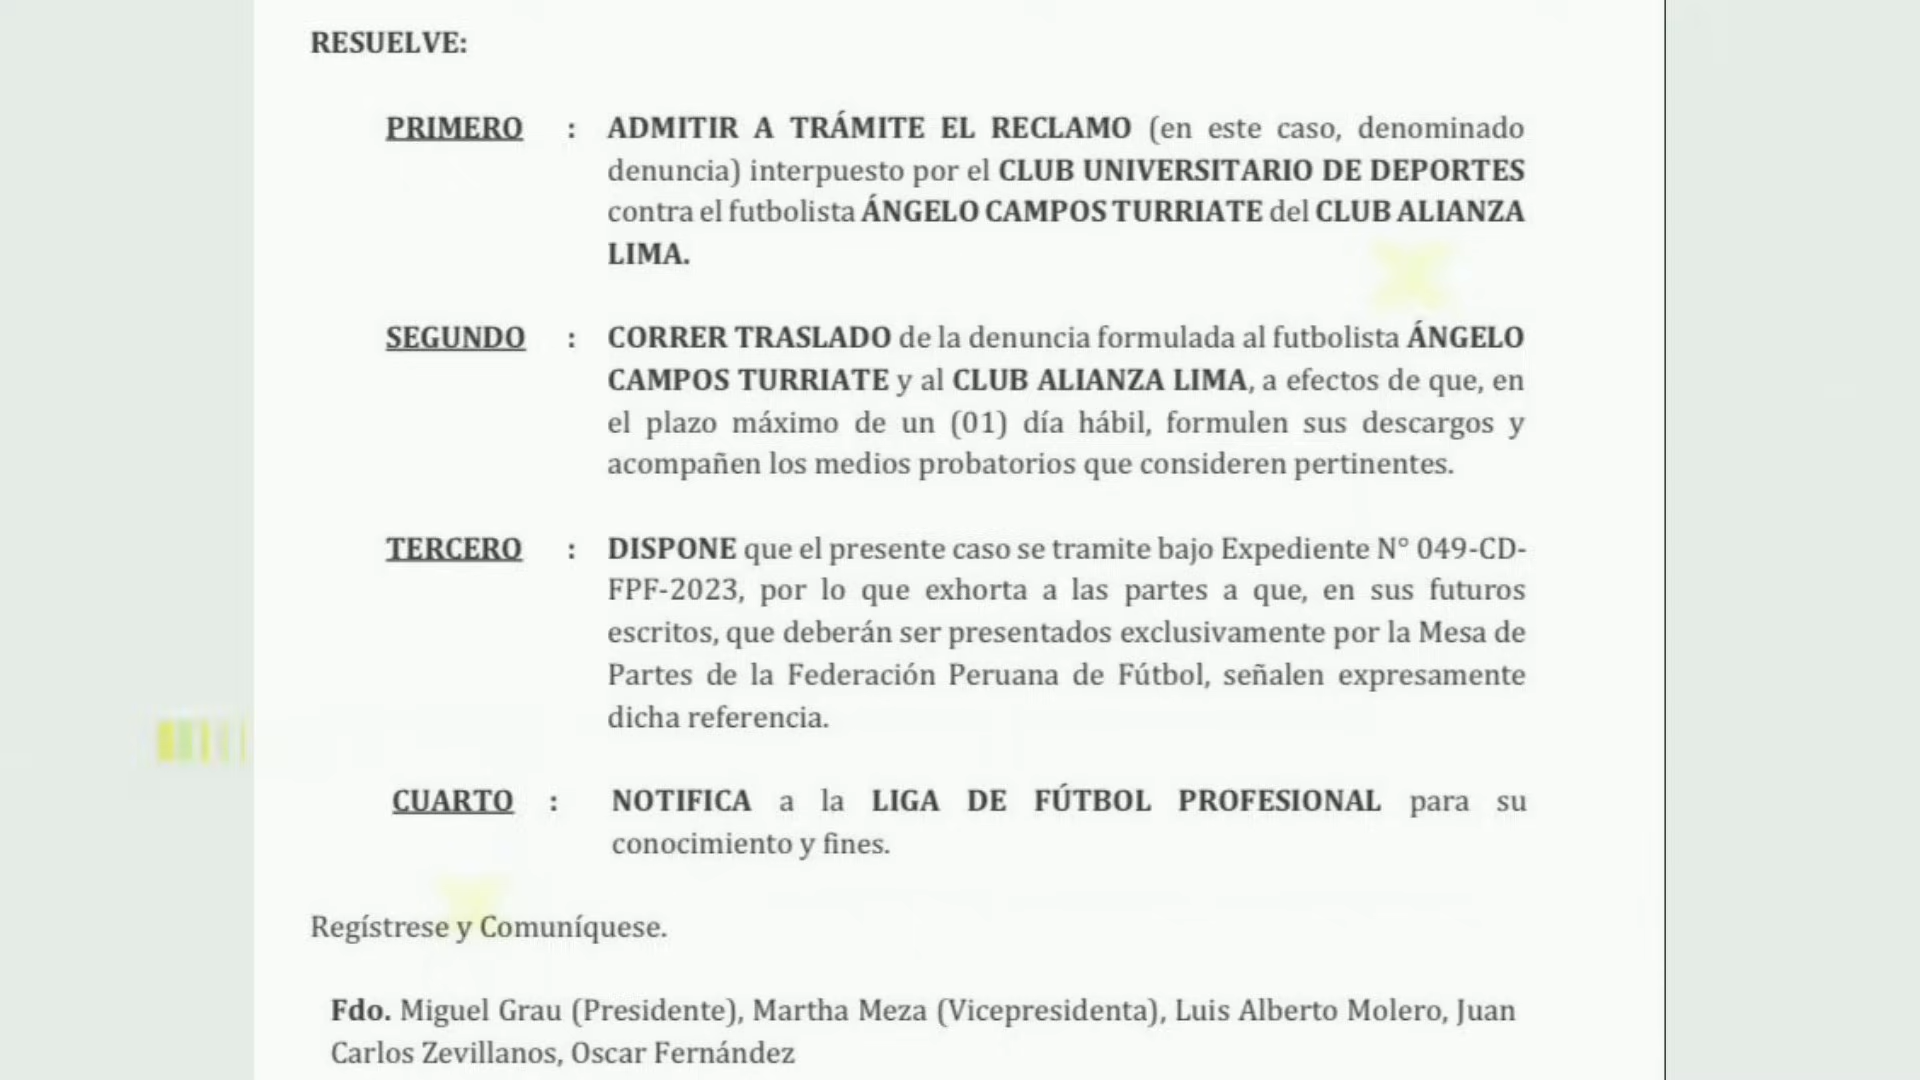 RESUELVE:
PRIMERO : ADMITIR A TRÁMITE EL RECLAMO (en este caso, denominado
denuncia) interpuesto por el CLUB UNIVERSITARIO DE DEPORTES
contra el futbolista ÁNGELO CAMPOS TURRIATE del CLUB ALIANZA
LIMA.
SEGUNDO : CORRER TRASLADO de la denuncia formulada al futbolista ÁNGELO
CAMPOS TURRIATE y al CLUB ALIANZA LIMA, a efectos de que, en
el plazo máximo de un (01) día hábil, formulen sus descargos y
acompañen los medios probatorios que consideren pertinentes.
TERCERO : DISPONE que el presente caso se tramite bajo Expediente N° 049-CD-
FPF-2023, por lo que exhorta a las partes a que, en sus futuros
escritos, que deberán ser presentados exclusivamente por la Mesa de
Partes de la Federación Peruana de Fútbol, señalen expresamente
dicha referencia.
CUARTO : NOTIFICA a la LIGA DE FÚTBOL PROFESIONAL para su
conocimiento y fines.
Regístrese y Comuníquese.
Fdo. Miguel Grau (Presidente), Martha Meza (Vicepresidenta), Luis Alberto Molero, Juan
Carlos Zevillanos, Oscar Fernández